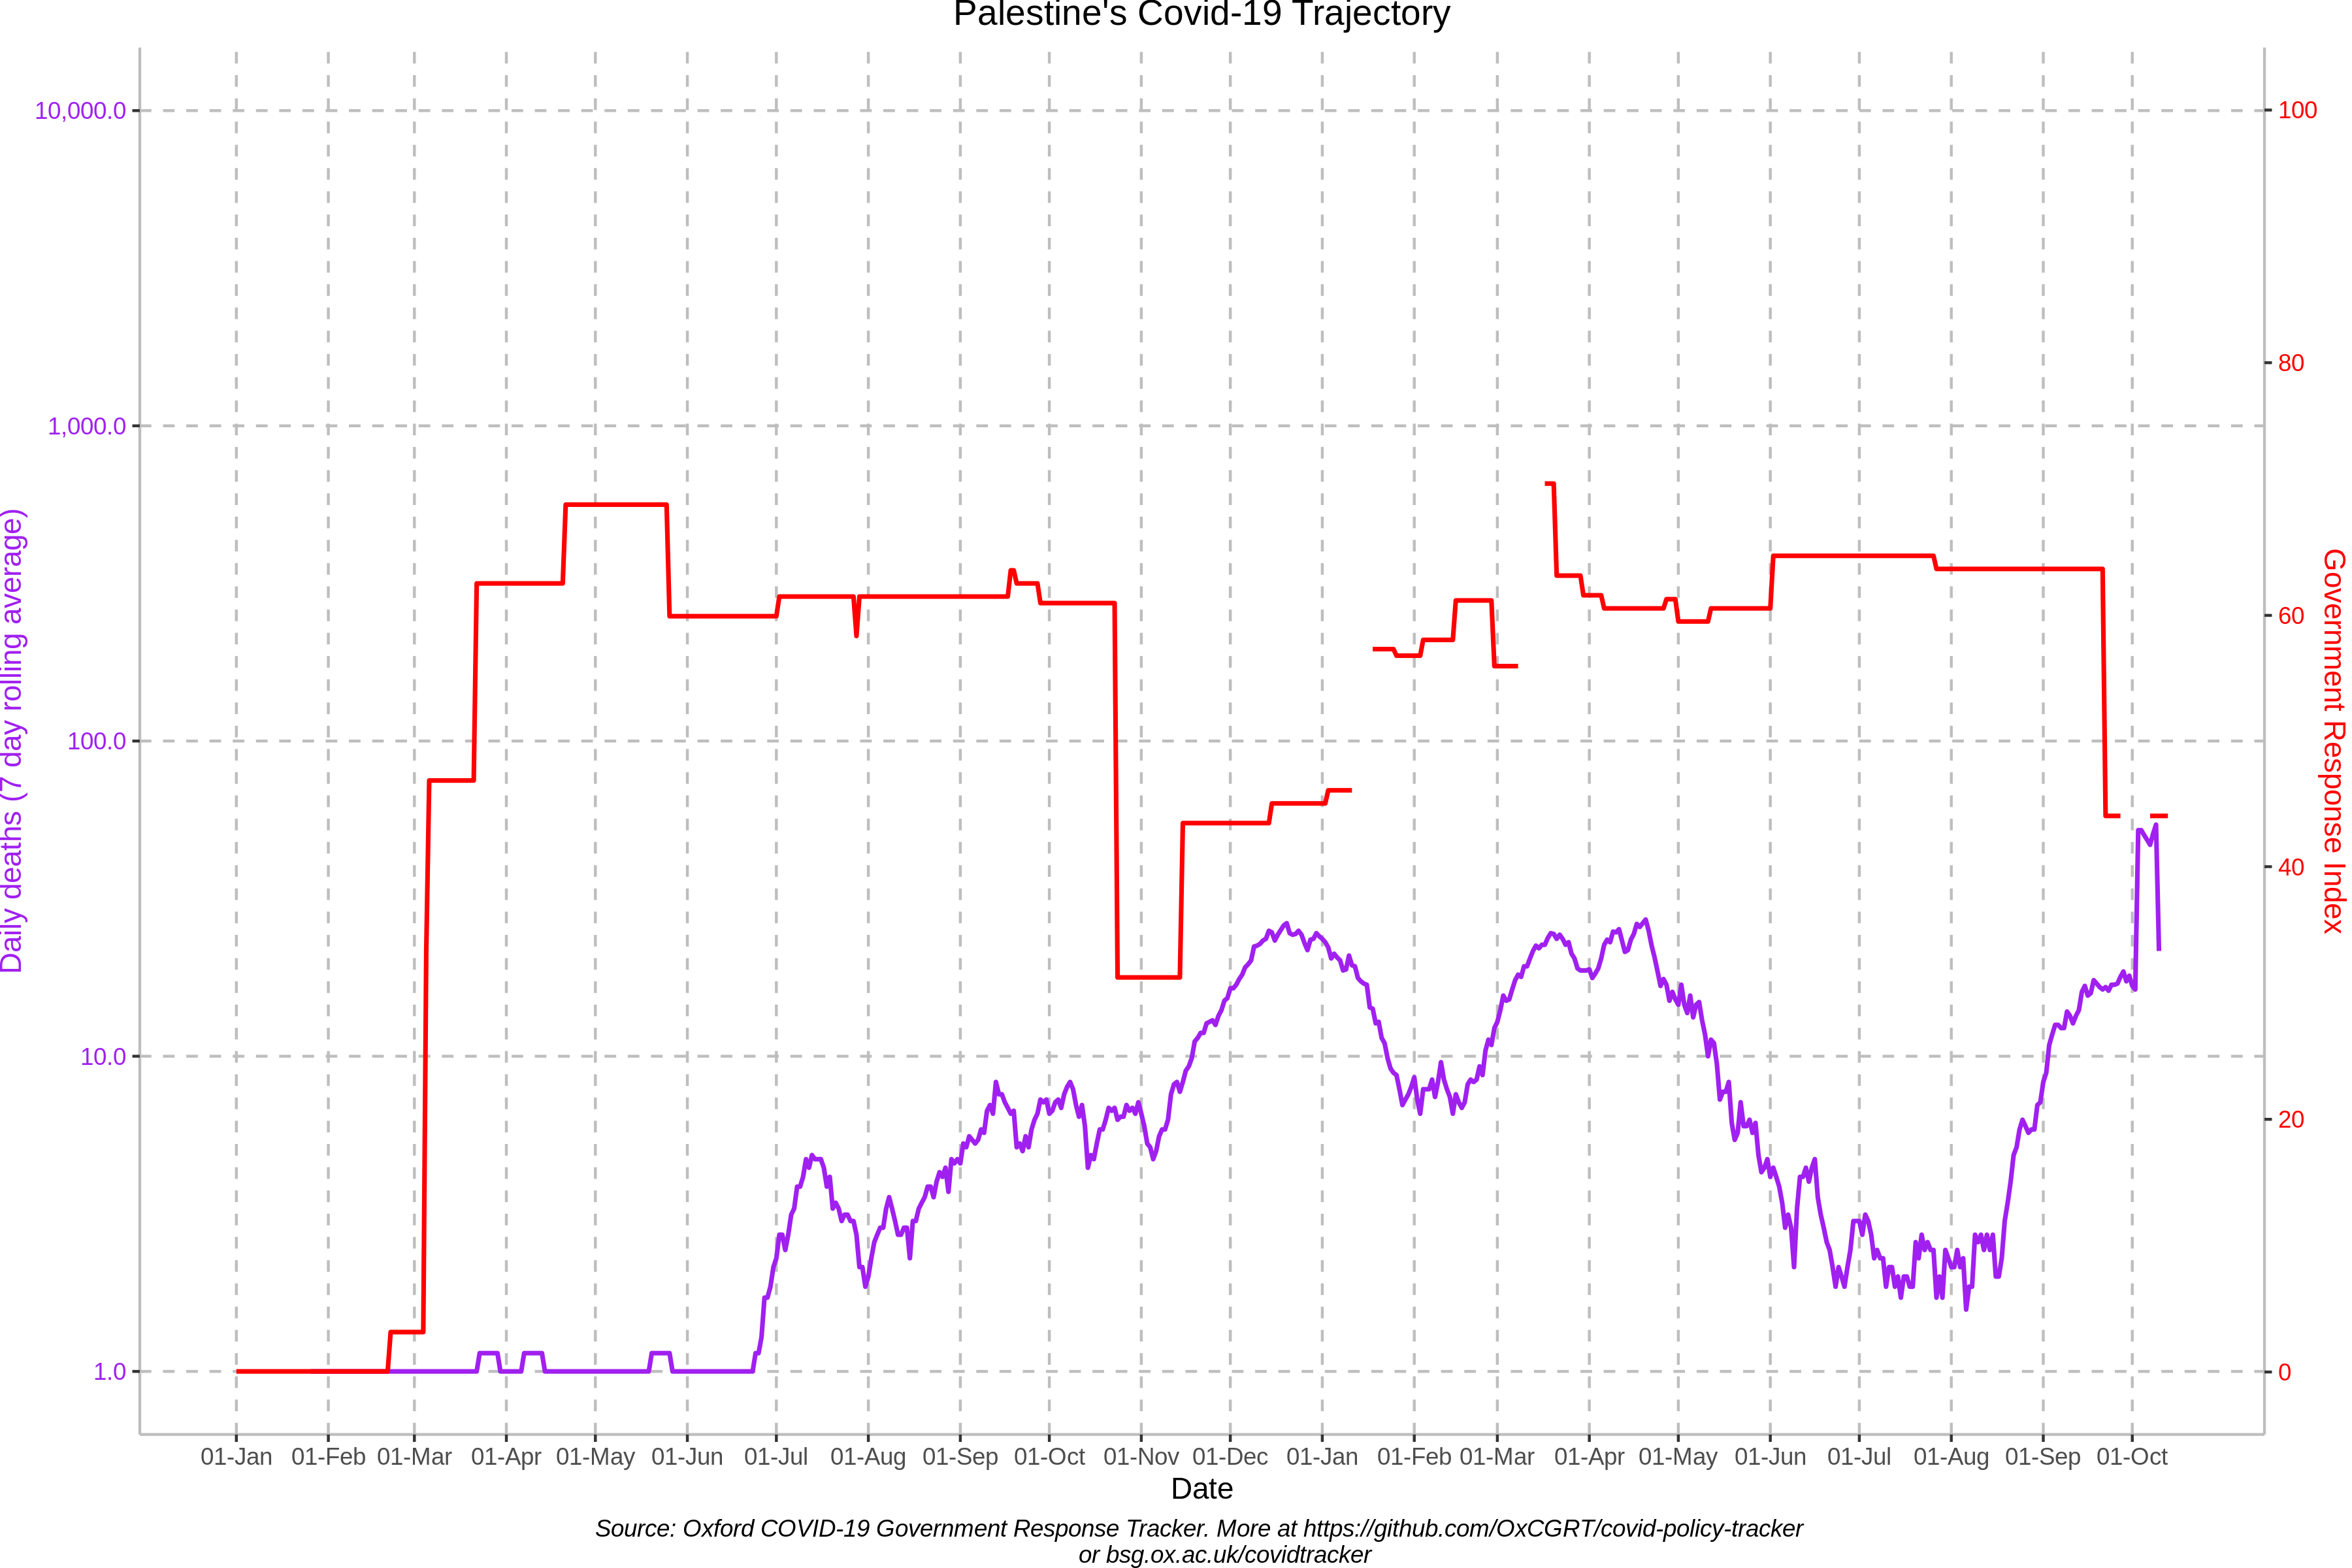 Palestine's Covid-19 Trajectory
10,000.0
1,000.0
100.0
10.0
1.0
Daily deaths (7 day rolling average)
100
80
60
40
20
0
Government Response Index
01-Jan 01-Feb 01-Mar 01-Apr 01-May 01-Jun 01-Jul 01-Aug 01-Sep 01-Oct 01-Nov 01-Dec 01-Jan 01-Feb 01-Mar 01-Apr 01-May 01-Jun 01-Jul 01-Aug 01-Sep 01-Oct
Date
Source: Oxford COVID-19 Government Response Tracker. More at https://github.com/OxCGRT/covid-policy-tracker
or bsg.ox.ac.uk/covidtracker